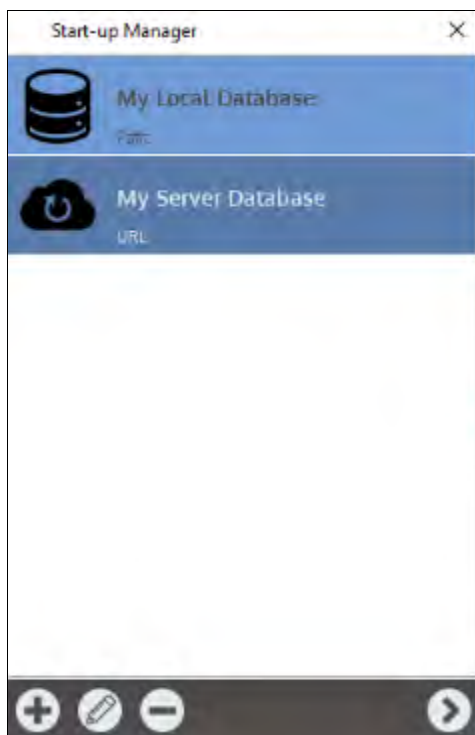 Start-up Manager
My Local Database
Path
My Server Database
URL